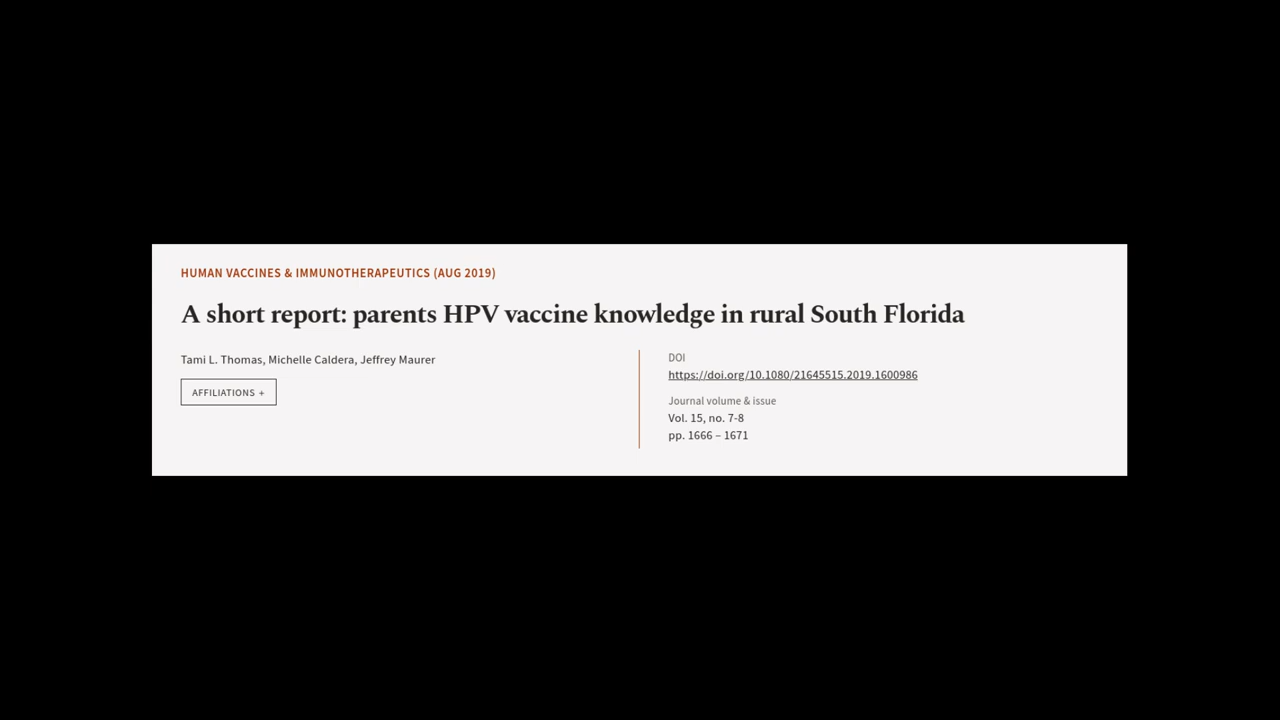 HUMAN VACCINES & IMMUNOTHERAPEUTICS (AUG 2019)
A short report: parents HPV vaccine knowledge in rural South Florida
Tami L. Thomas, Michelle Caldera, Jeffrey Maurer
AFFILIATIONS +
DOI
https://doi.org/10.1080/21645515.2019.1600986
Journal volume & issue
Vol. 15, no. 7-8
pp. 1666 – 1671